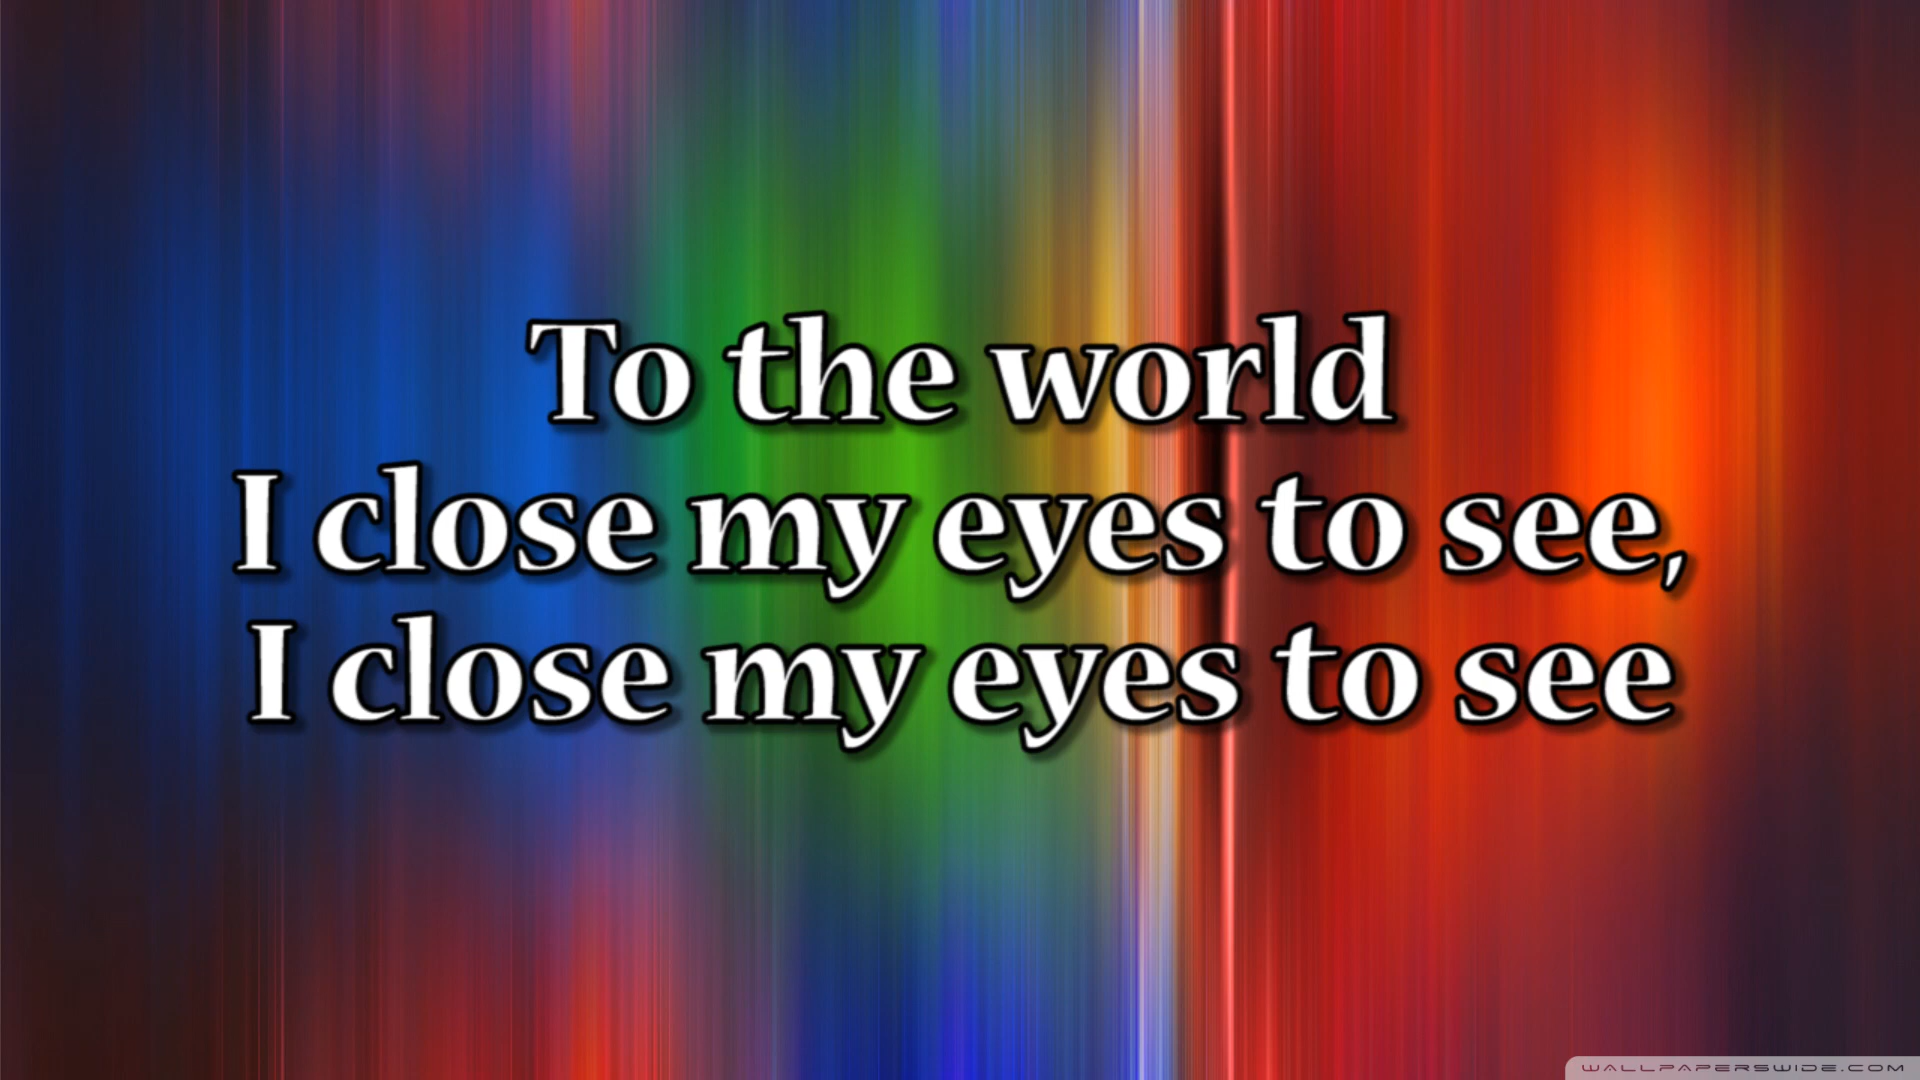 To the world
I close my eyes to see,
I close my eyes to see
WALLPAPERSWIDE.COM